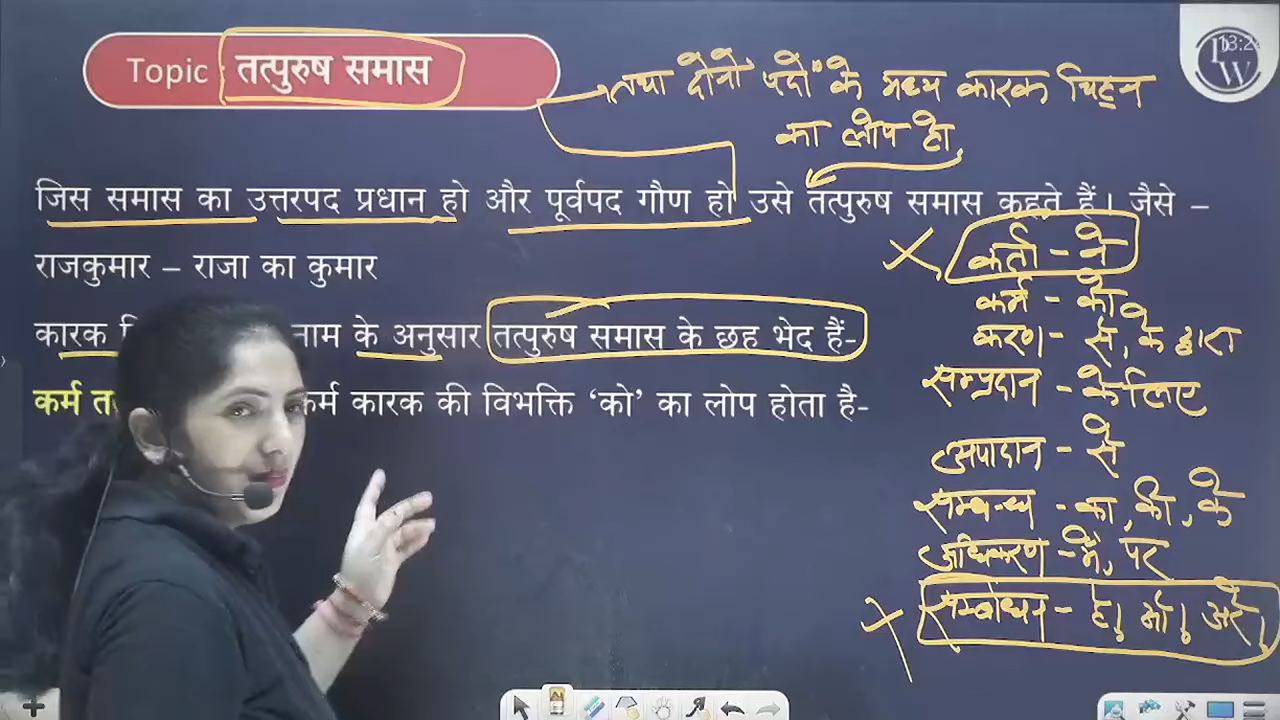 Topic तत्पुरुष समास
तथा दोनों "पदों" के मध्य कारक चिह्न
का लोप हो,
जिस समास का उत्तरपद प्रधान हो और पूर्वपद गौण हो उसे तत्पुरुष समास कहते हैं। जैसे –
राजकुमार – राजा का कुमार
कारक नाम के अनुसार तत्पुरुष समास के छह भेद हैं-
कर्म कर्म कारक की विभक्ति ‘को’ का लोप होता है-
कर्ता - ने
कर्म - को
करण - से, के द्वारा
सम्प्रदान - के लिए
अपादान - से
सम्बन्ध - का, की, के
अधिकरण - में, पर
सम्बोधन - हे! भो! अरे!
PW